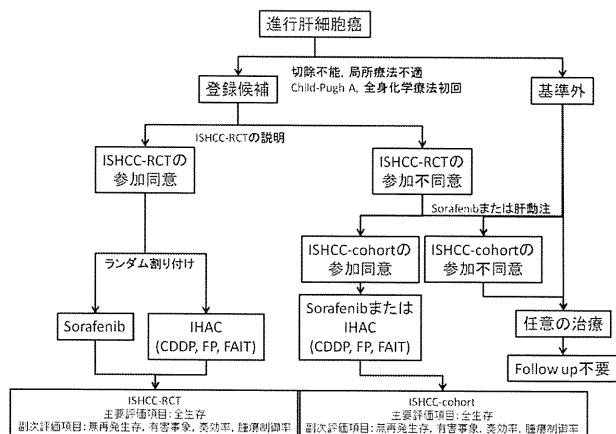 進行肝細胞癌
切除不能, 局所療法不適
Child-Pugh A, 全身化学療法初回
登録候補
基準外
ISHCC-RCTの説明
ISHCC-RCTの
参加同意
ISHCC-RCTの
参加不同意
Sorafenibまたは肝動注
ISHCC-cohortの
参加同意
ISHCC-cohortの
参加不同意
ランダム割り付け
Sorafenib
IHAC
(CDDP, FP, FAIT)
Sorafenibまたは
IHAC
(CDDP, FP, FAIT)
任意の治療
Follow up不要
ISHCC-RCT
主要評価項目: 全生存
副次評価項目: 無再発生存, 有害事象, 奏効率, 腫瘍制御率
ISHCC-cohort
主要評価項目: 全生存
副次評価項目: 無再発生存, 有害事象, 奏効率, 腫瘍制御率